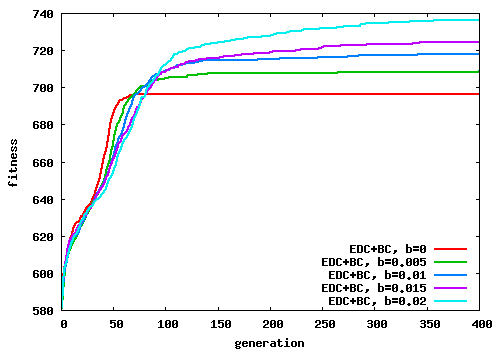 740
720
700
680
660
640
620
600
580
fitness
EDC+BC, b=0
EDC+BC, b=0.005
EDC+BC, b=0.01
EDC+BC, b=0.015
EDC+BC, b=0.02
0 50 100 150 200 250 300 350 400
generation